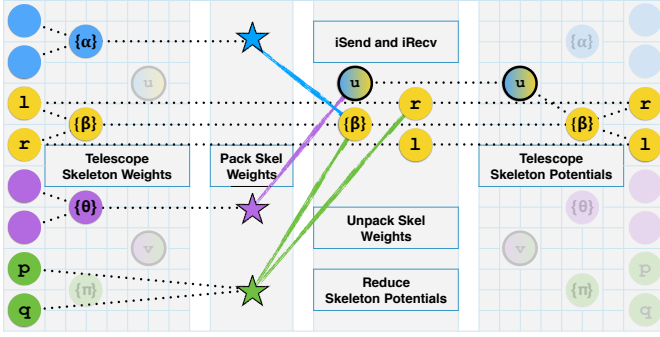 {α}
iSend and iRecv
{α}
u
u
u
l
r
r
{β}
{β}
{β}
r
l
l
Telescope
Skeleton Weights
Pack Skel
Weights
Telescope
Skeleton Potentials
{θ}
{θ}
Unpack Skel
Weights
v
v
p
p
{π}
Reduce
Skeleton Potentials
{π}
q
q